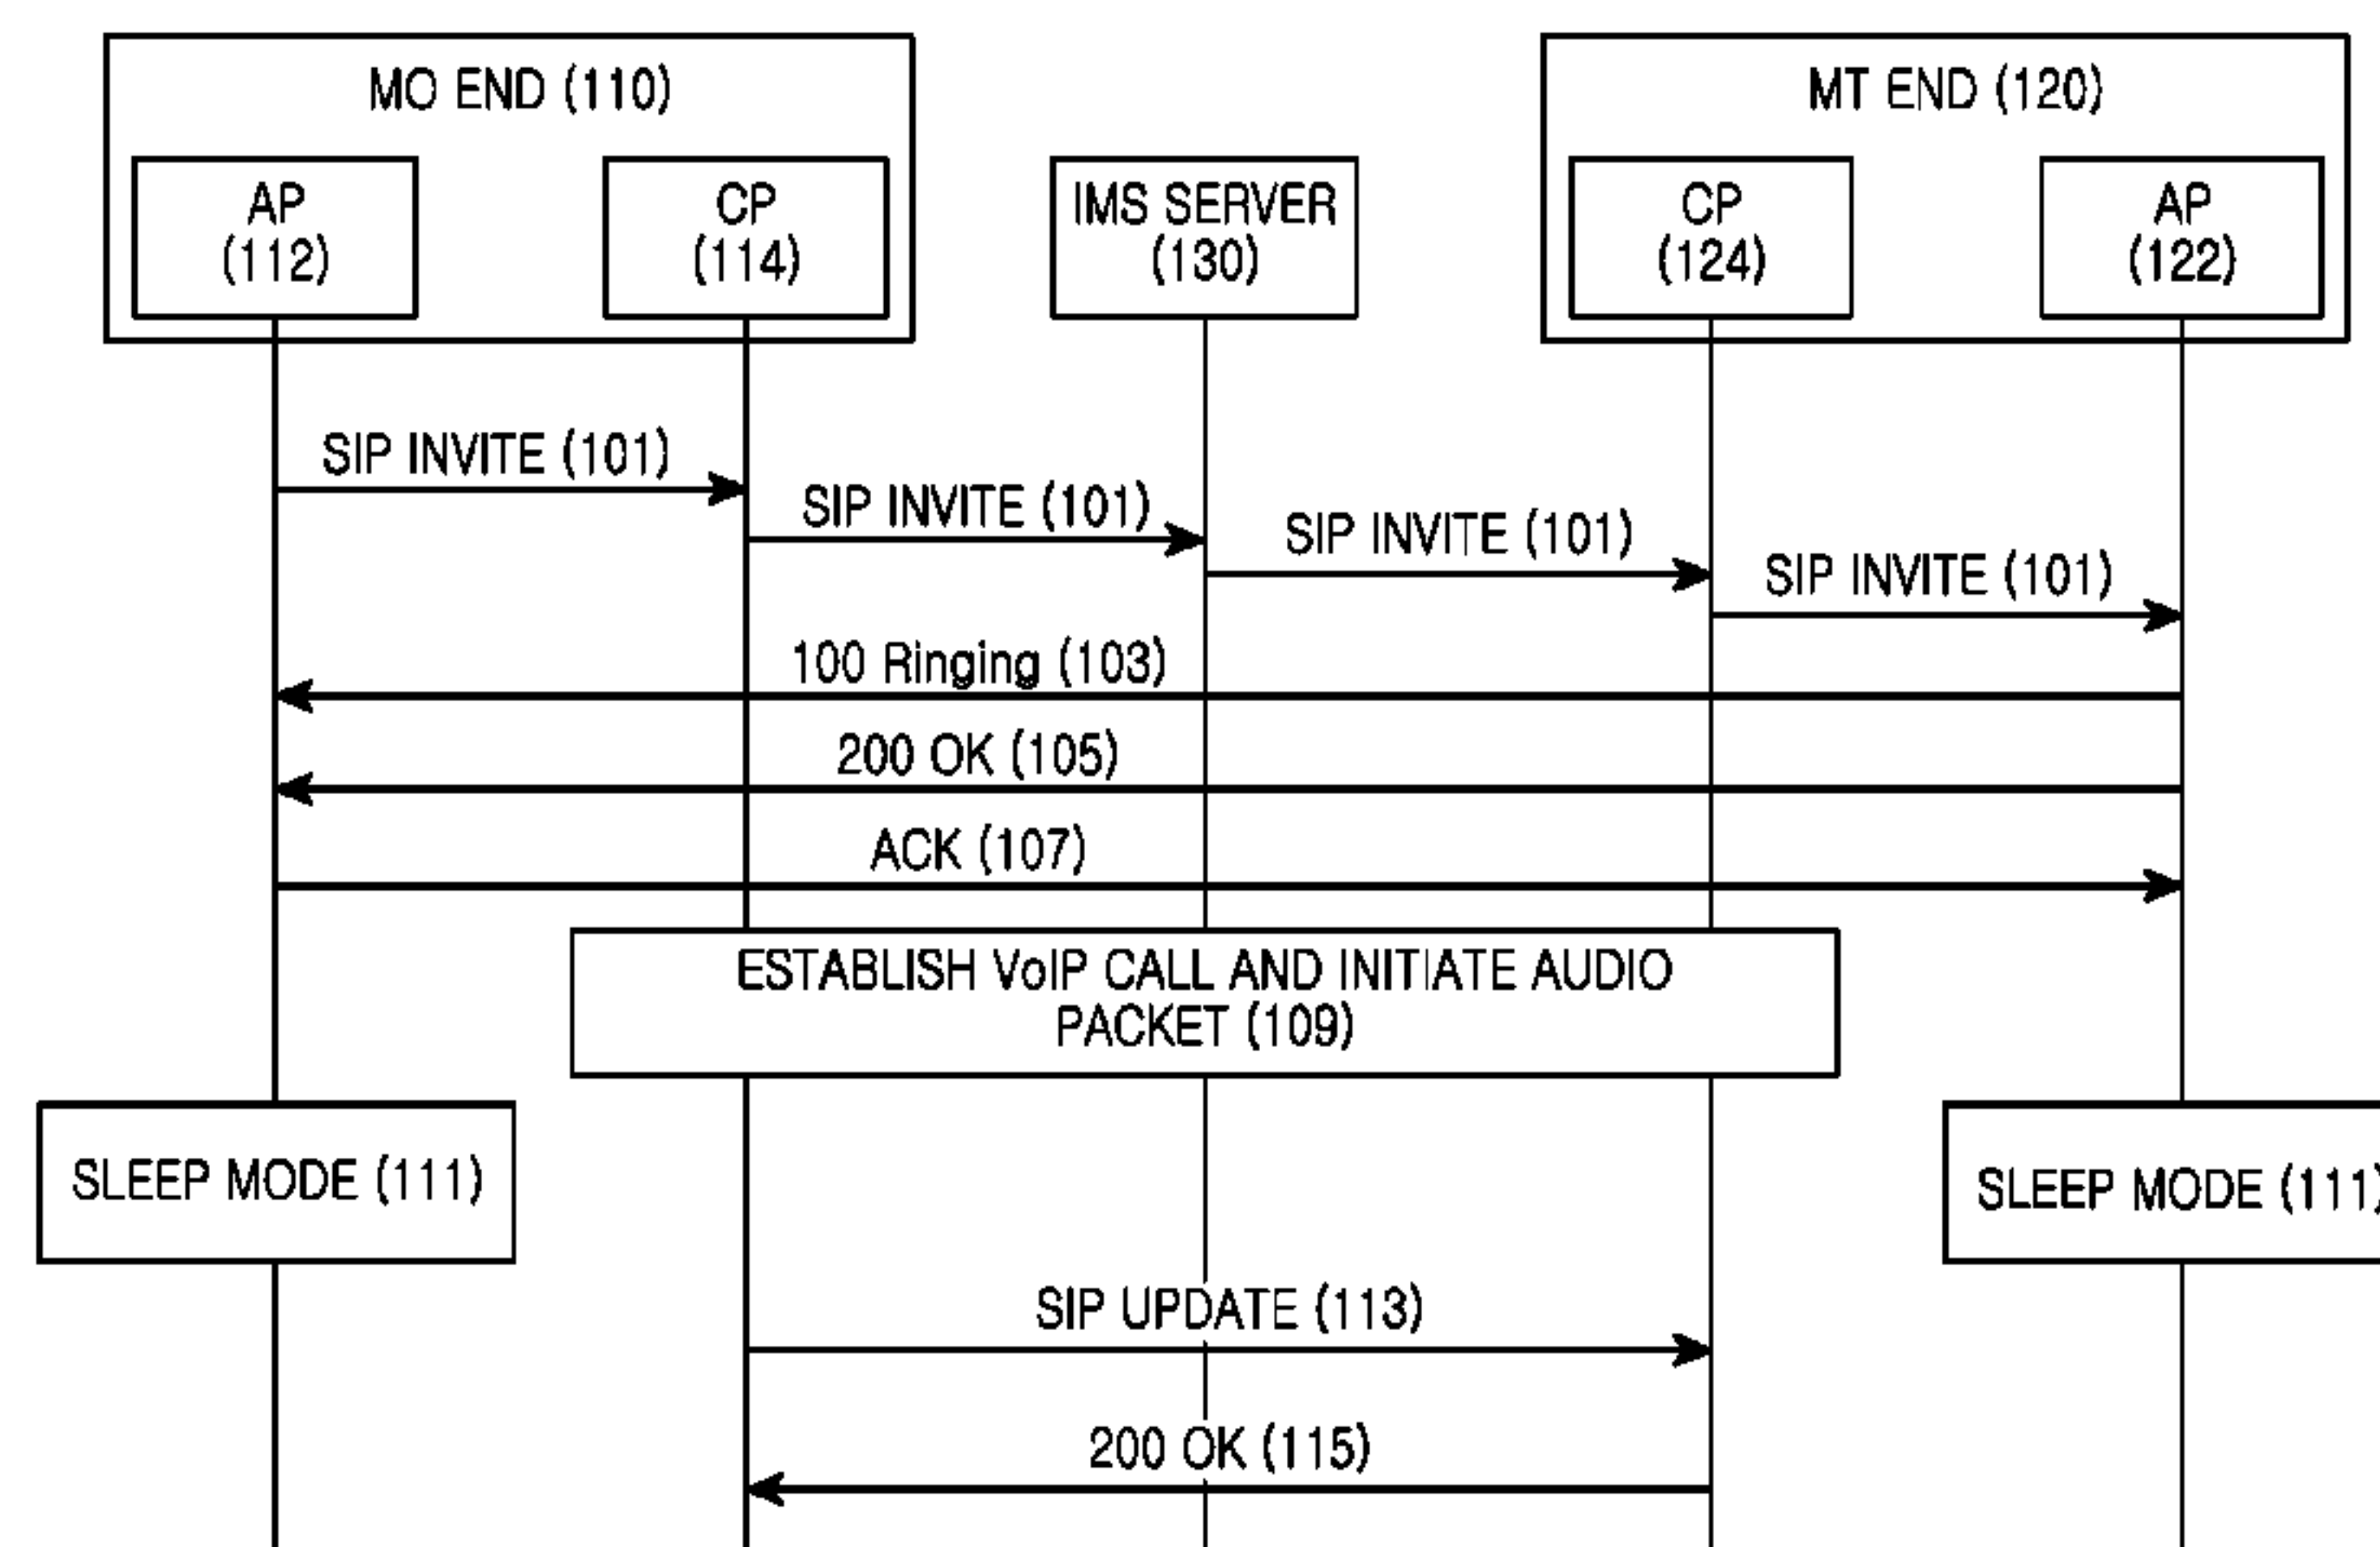 MO END (110)
MT END (120)
AP
(112)
CP
(114)
IMS SERVER
(130)
CP
(124)
AP
(122)
SIP INVITE (101)
SIP INVITE (101)
SIP INVITE (101)
SIP INVITE (101)
100 Ringing (103)
200 OK (105)
ACK (107)
ESTABLISH VoIP CALL AND INITIATE AUDIO
PACKET (109)
SLEEP MODE (111)
SLEEP MODE (111)
SIP UPDATE (113)
200 OK (115)